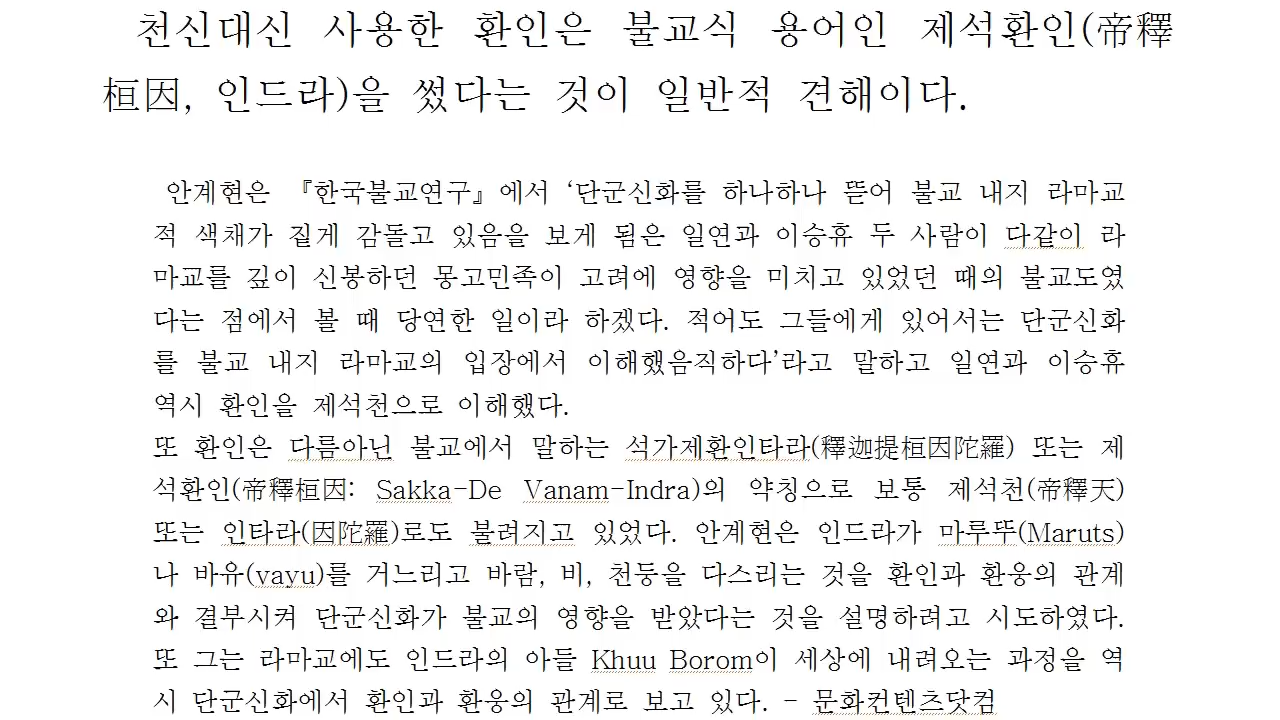 천신대신 사용한 환인은 불교식 용어인 제석환인(帝釋
桓因, 인드라)을 썼다는 것이 일반적 견해이다.
안계현은 『한국불교연구』에서 ‘단군신화를 하나하나 뜯어 불교 내지 라마교
적 색채가 짙게 감돌고 있음을 보게 됨은 일연과 이승휴 두 사람이 다같이 라
마교를 깊이 신봉하던 몽고민족이 고려에 영향을 미치고 있었던 때의 불교도였
다는 점에서 볼 때 당연한 일이라 하겠다. 적어도 그들에게 있어서는 단군신화
를 불교 내지 라마교의 입장에서 이해했음직하다’라고 말하고 일연과 이승휴
역시 환인을 제석천으로 이해했다.
또 환인은 다름아닌 불교에서 말하는 석가제환인타라(釋迦提桓因陀羅) 또는 제
석환인(帝釋桓因: Sakka-De Vanam-Indra)의 약칭으로 보통 제석천(帝釋天)
또는 인타라(因陀羅)로도 불려지고 있었다. 안계현은 인드라가 마루뚜(Maruts)
나 바유(vayu)를 거느리고 바람, 비, 천둥을 다스리는 것을 환인과 환웅의 관계
와 결부시켜 단군신화가 불교의 영향을 받았다는 것을 설명하려고 시도하였다.
또 그는 라마교에도 인드라의 아들 Khuu Borom이 세상에 내려오는 과정을 역
시 단군신화에서 환인과 환웅의 관계로 보고 있다. - 문화컨텐츠닷컴